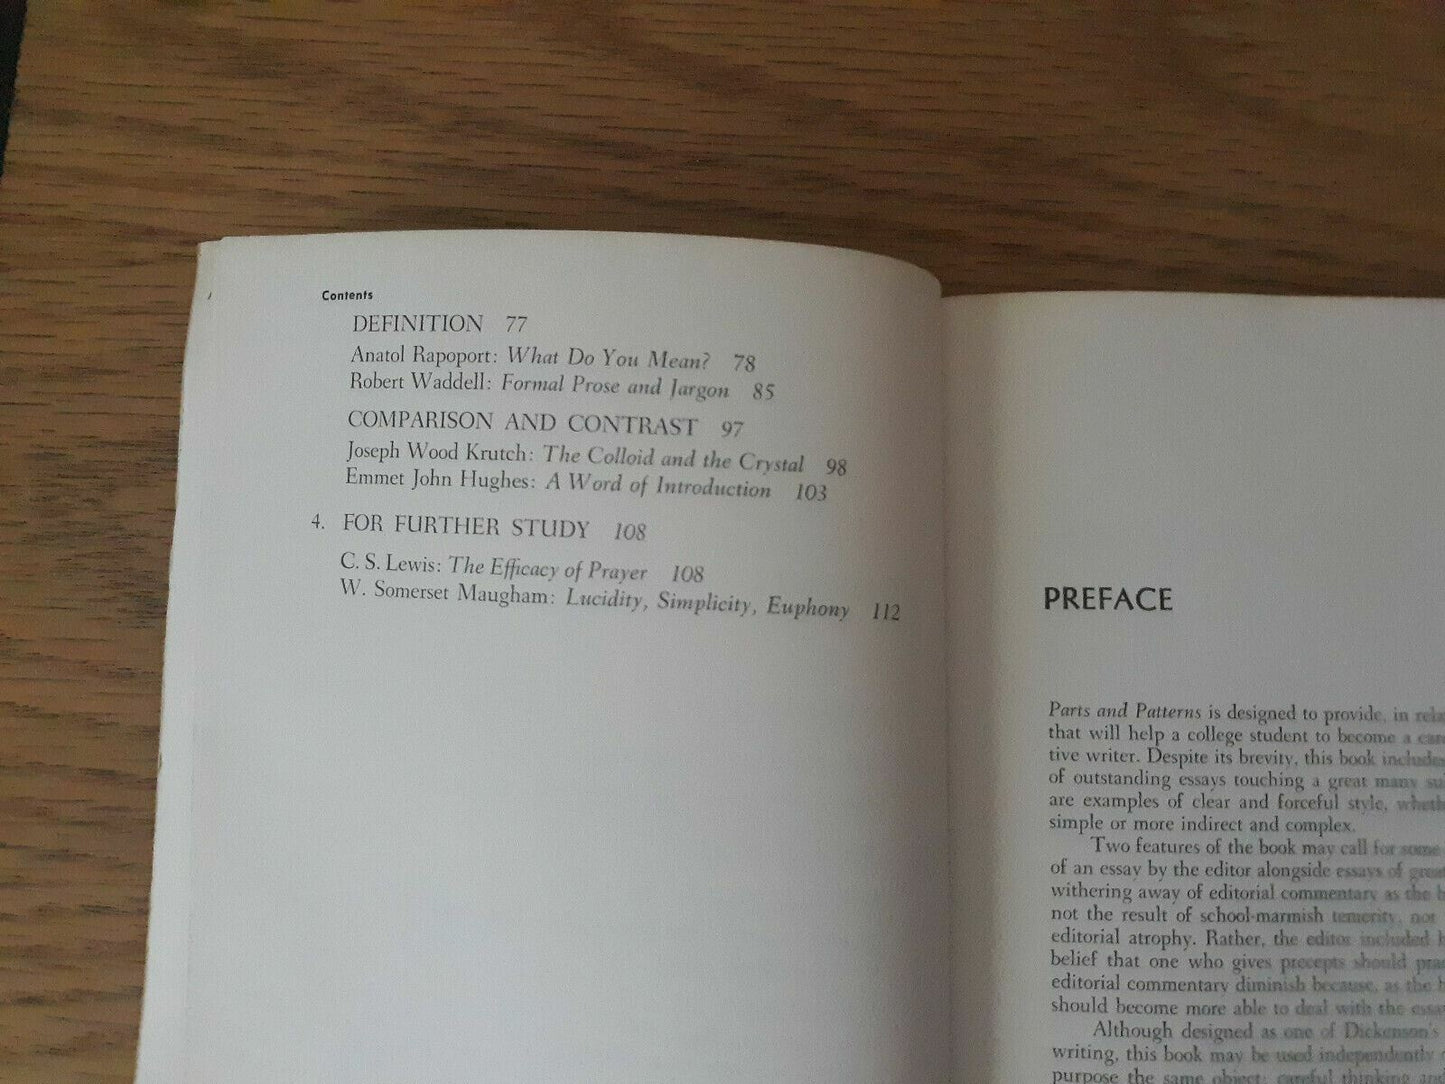 Contents
DEFINITION 77
Anatol Rapoport: What Do You Mean? 78
Robert Waddell: Formal Prose and Jargon 85
COMPARISON AND CONTRAST 97
Joseph Wood Krutch: The Colloid and the Crystal 98
Emmet John Hughes: A Word of Introduction 103
4. FOR FURTHER STUDY 108
C. S. Lewis: The Efficacy of Prayer 108
W. Somerset Maugham: Lucidity, Simplicity, Euphony 112
PREFACE
Parts and Patterns is designed to provide, in
that will help a college student to become a
tive writer. Despite its brevity, this book includes
of outstanding essays touching a great many
are examples of clear and forceful style,
simple or more indirect and complex.
Two features of the book may call for some
of an essay by the editor alongside essays of
withering away of editorial commentary as the
not the result of school-marmish temerity, not
editorial atrophy. Rather, the editor included
belief that one who gives precepts should
editorial commentary diminish because, as the
should become more able to deal with the
Although designed as one of Dickenson's
writing, this book may be used independently
purpose the same object: careful thinking